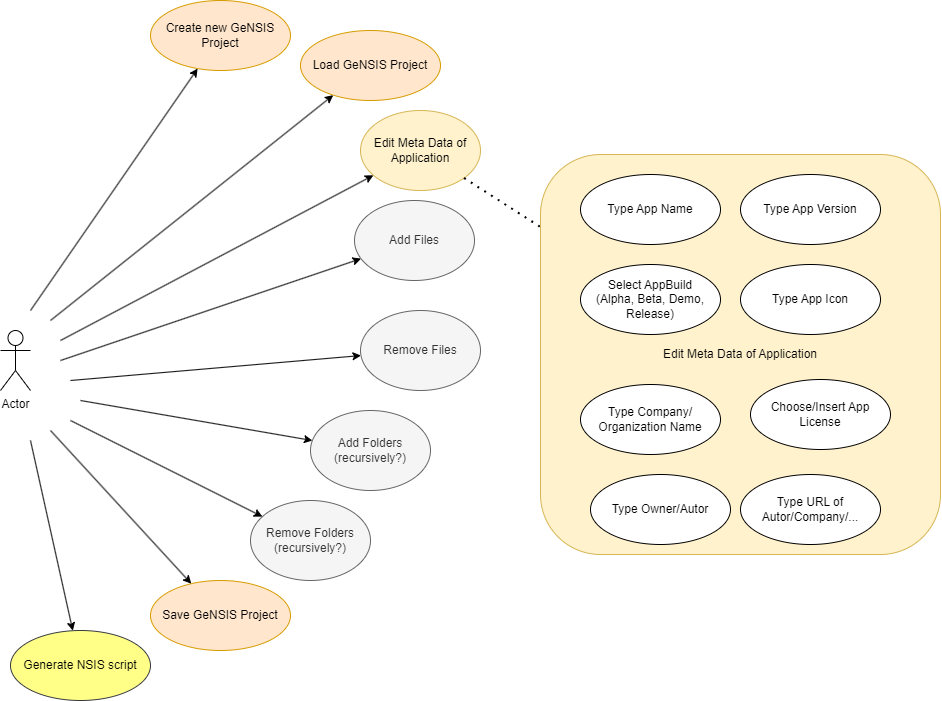 Create new GeNSIS
Project
Load GeNSIS Project
Edit Meta Data of
Application
Add Files
Remove Files
Actor
Add Folders
(recursively?)
Remove Folders
(recursively?)
Save GeNSIS Project
Generate NSIS script
Type App Name
Type App Version
Select AppBuild
(Alpha, Beta, Demo,
Release)
Type App Icon
Edit Meta Data of Application
Type Company/
Organization Name
Choose/Insert App
License
Type Owner/Autor
Type URL of
Autor/Company/...